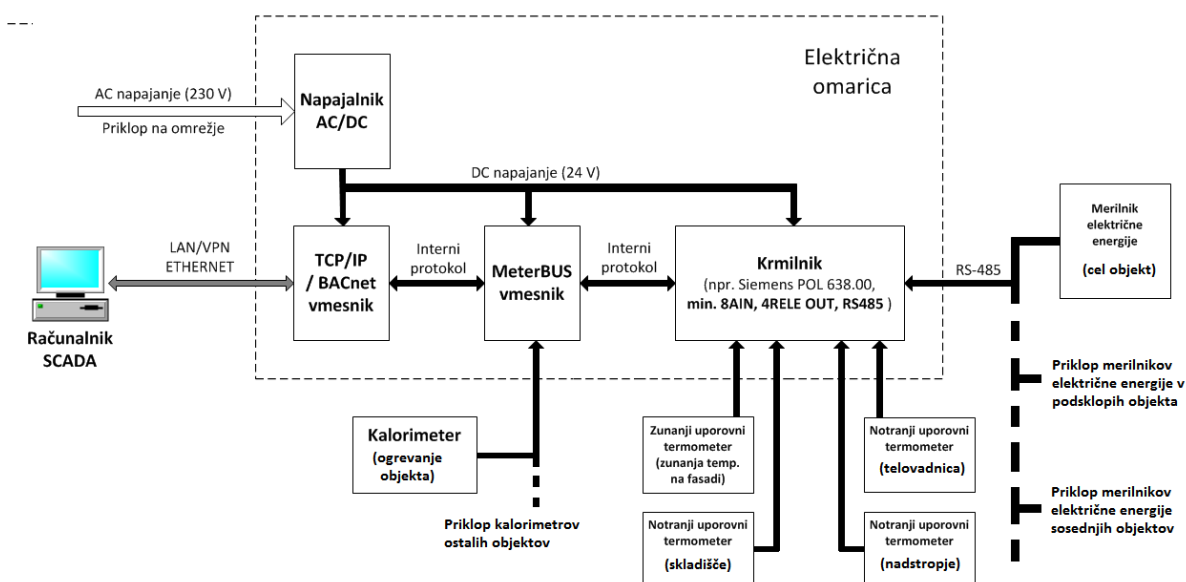 Električna
omarica
AC napajanje (230 V)
Priklop na omrežje
Napajalnik
AC/DC
DC napajanje (24 V)
LAN/VPN
ETHERNET
TCP/IP
/ BACnet
vmesnik
Interni
protokol
MeterBUS
vmesnik
Interni
protokol
Krmilnik
(npr. Siemens POL 638.00,
min. 8AIN, 4RELE OUT, RS485 )
RS-485
Merilnik
električne
energije
(cel objekt)
Računalnik
SCADA
Priklop merilnikov
električne energije v
podsklopih objekta
Kalorimeter
(ogrevanje
objekta)
Zunanji uporovni
termometer
(zunanja temp.
na fasadi)
Notranji uporovni
termometer
(telovadnica)
Priklop merilnikov
električne energije
sosednjih objektov
Priklop kalorimetrov
ostalih objektov
Notranji uporovni
termometer
(skladišče)
Notranji uporovni
termometer
(nadstropje)